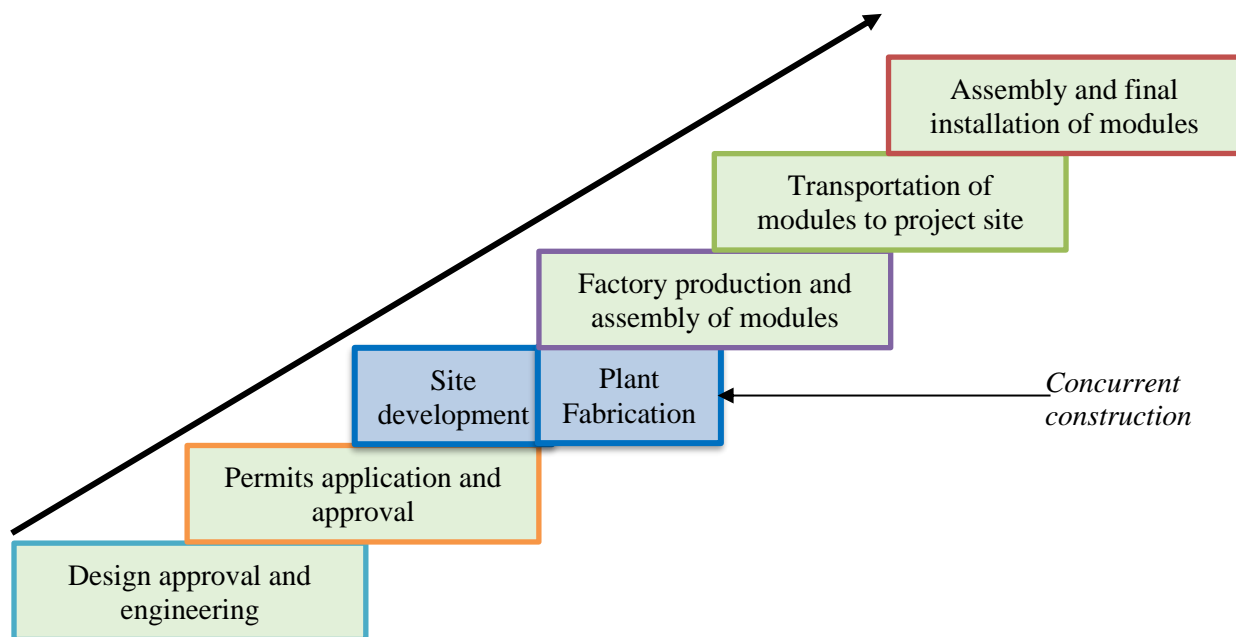 Assembly and final
installation of modules
Transportation of
modules to project site
Factory production and
assembly of modules
Site
development
Plant
Fabrication
Concurrent
construction
Permits application and
approval
Design approval and
engineering